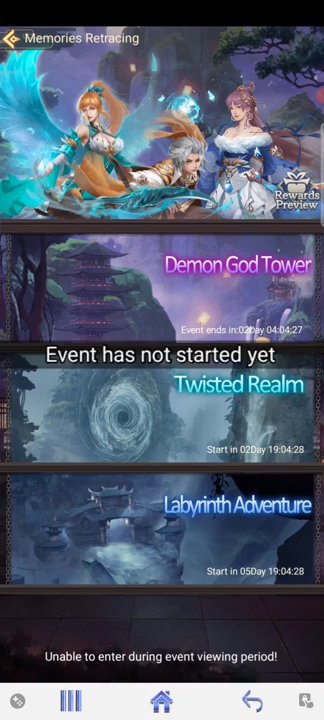 Memories Retracing
Rewards
Preview
Demon God Tower
Event ends in:02Day 04:04:27
Event has not started yet
Twisted Realm
Start in 02Day 19:04:28
Labyrinth Adventure
Start in 05Day 19:04:28
Unable to enter during event viewing period!